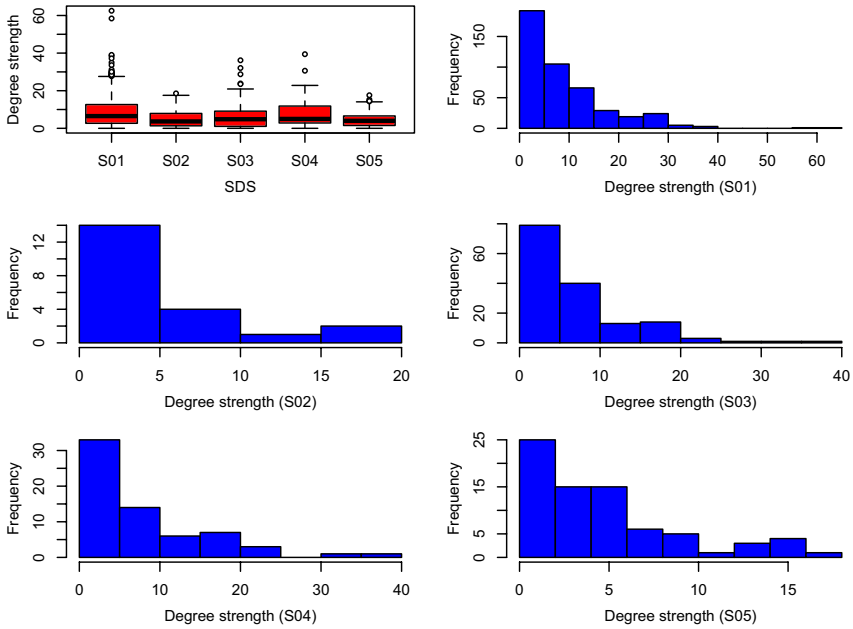 Degree strength
60
40
20
0
S01 S02 S03 S04 S05
SDS
Frequency
150
50
0
0 10 20 30 40 50 60
Degree strength (S01)
Frequency
12
8
4
0
0 5 10 15 20
Degree strength (S02)
Frequency
60
20
0
0 10 20 30 40
Degree strength (S03)
Frequency
30
20
10
0
0 10 20 30 40
Degree strength (S04)
Frequency
25
15
5
0
0 5 10 15
Degree strength (S05)